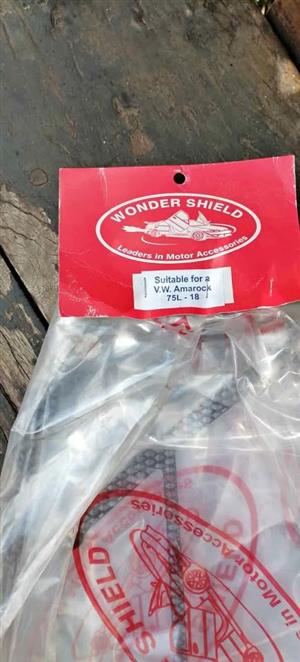 WONDER SHIELD
Leaders in Motor Accessories
Suitable for a
V.W. Amarock
75L - 18
SHIELD
in Motor Accessories